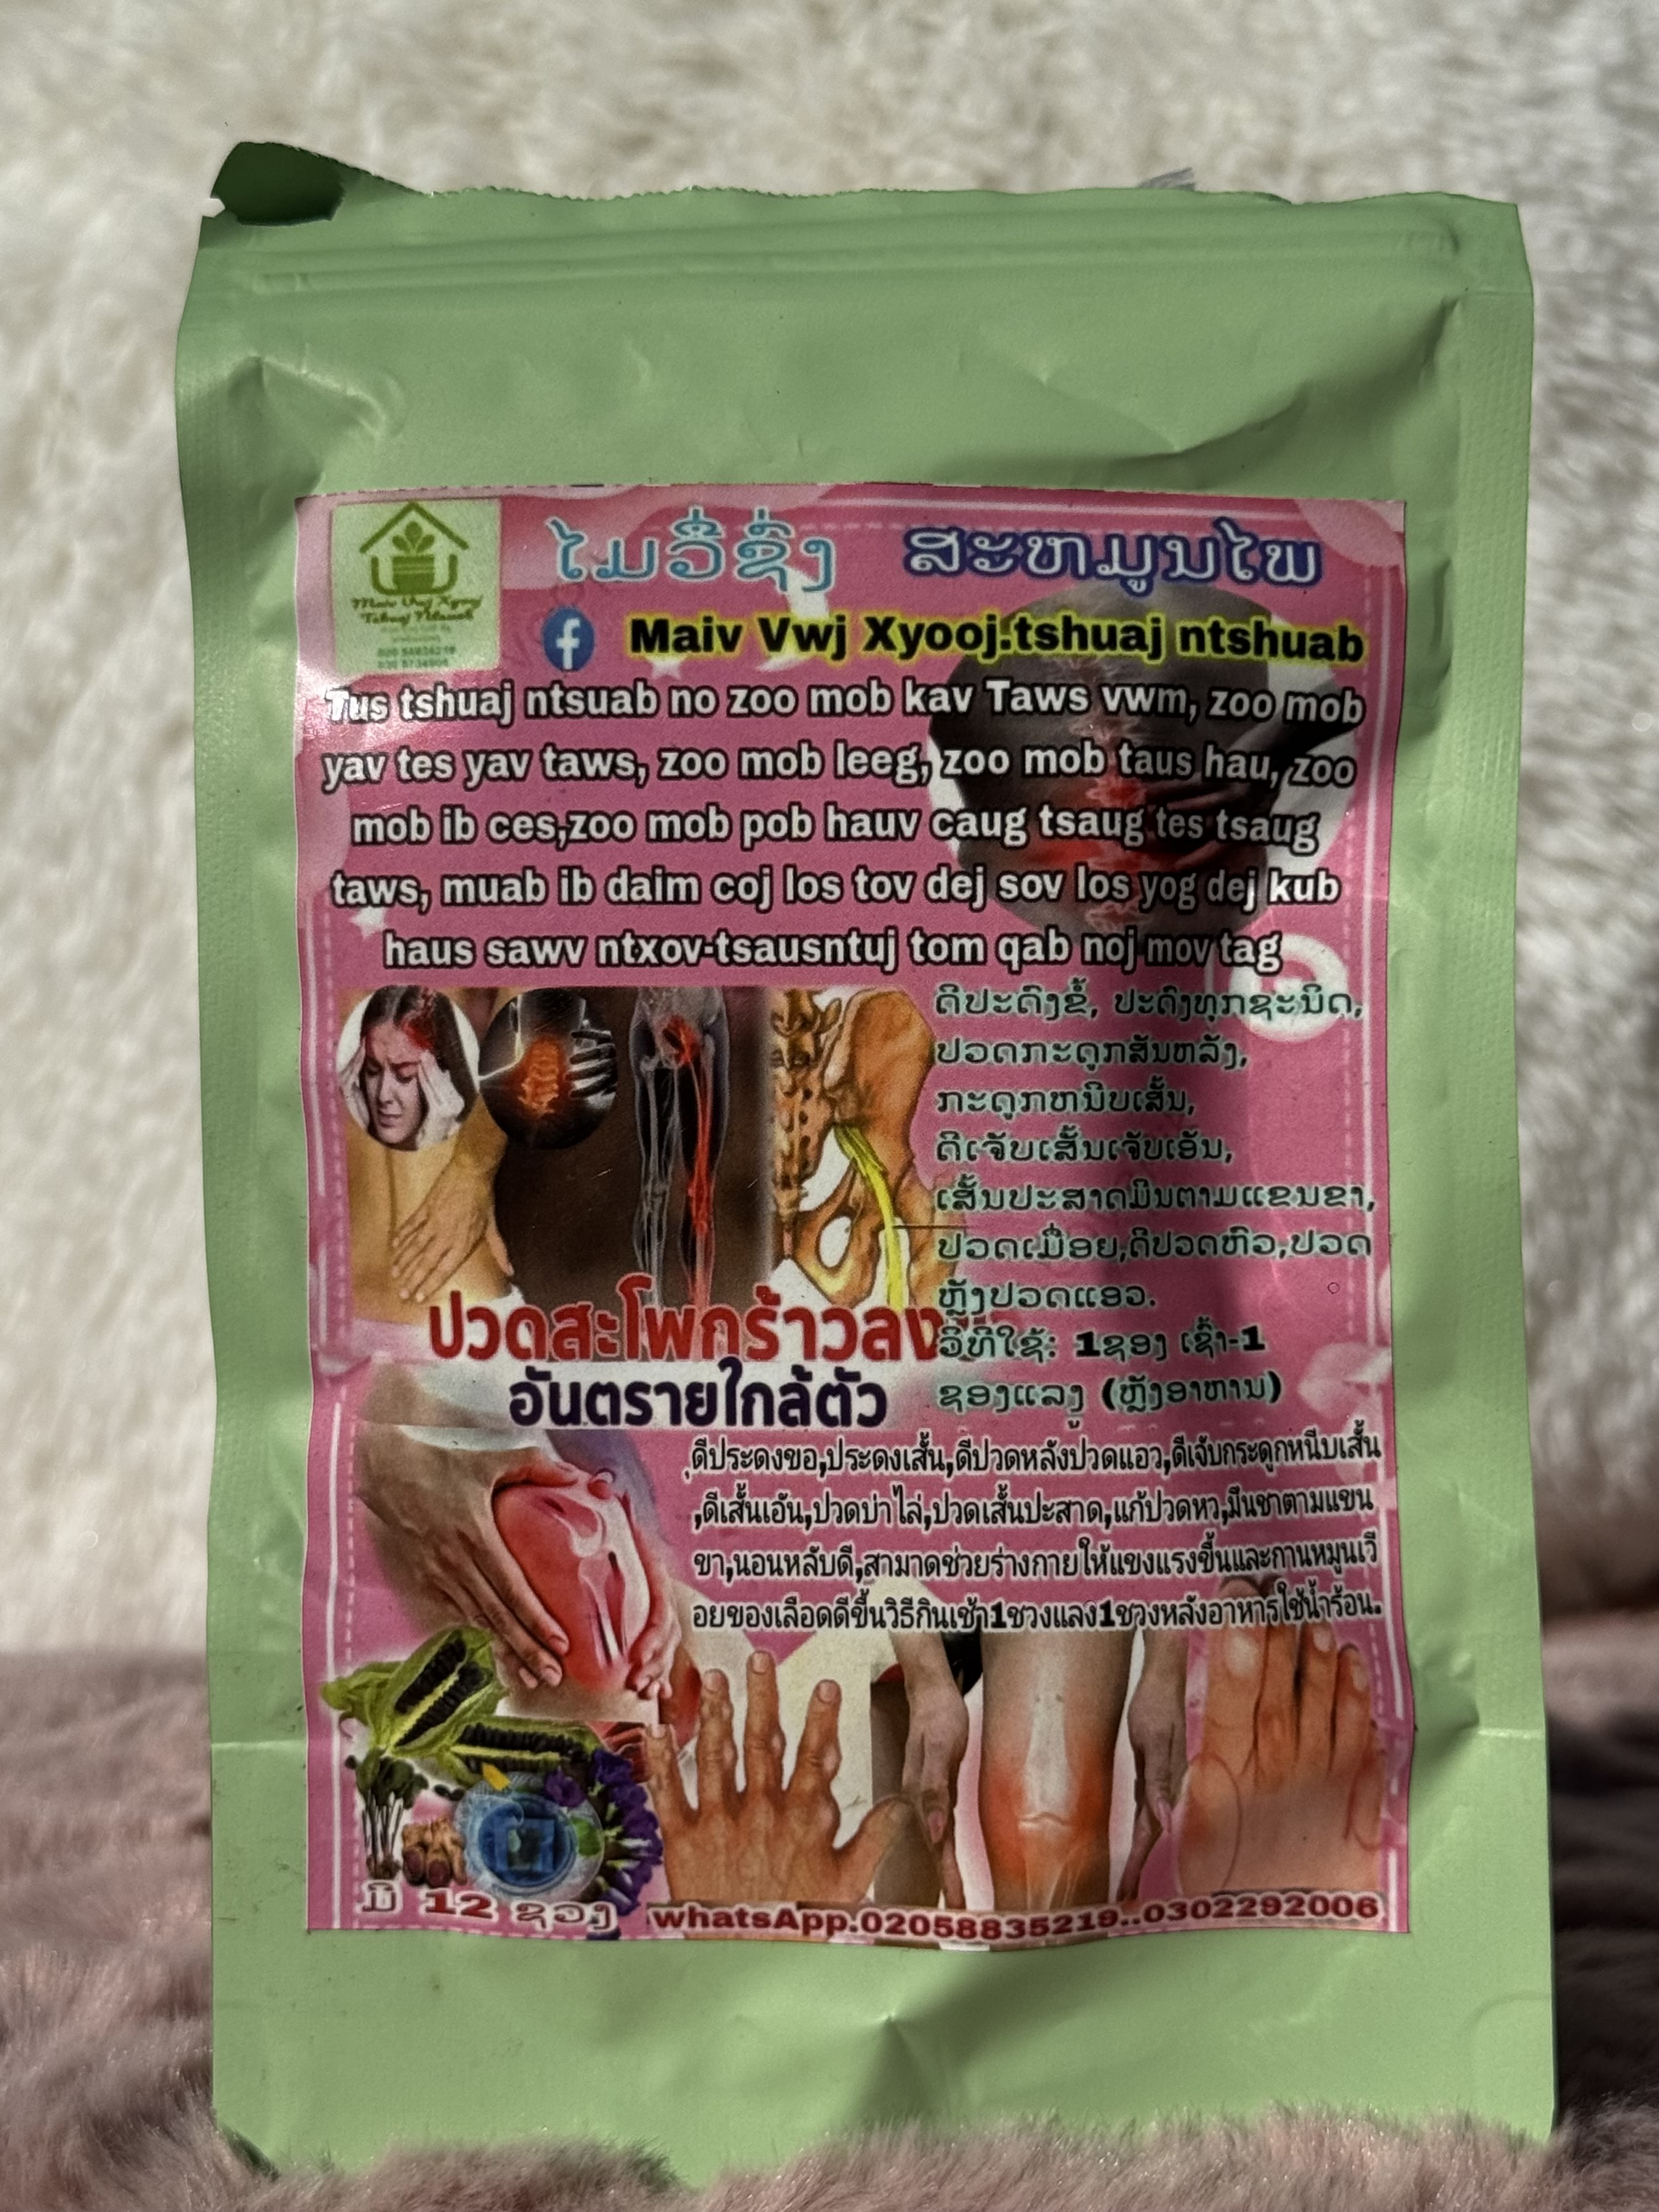 ໄມວື່ຊົ່ງ ສະຫມູນໄພ
Maiv Vwj Xyooj
Tshuaj Ntsuab
Maiv Vwj Xyooj.tshuaj ntshuab
Tus tshuaj ntsuab no zoo mob kav Taws vwm, zoo mob
yav tes yav taws, zoo mob leeg, zoo mob taus hau, zoo
mob ib ces,zoo mob pob hauv caug tsaug tes tsaug
taws, muab ib daim coj los tov dej sov los yog dej kub
haus sawv ntxov-tsausntuj tom qab noj mov tag
ດີປະດົງຂໍ້, ປະດົງທຸກຊະນິດ,
ປວດກະດູກສັນຫລັງ,
ກະດູກຫນີບເສັ້ນ,
ດີເຈັບເສັ້ນເຈັບເອັນ,
ເສັ້ນປະສາດມິນຕາມແຂນຂາ,
ປວດເມື່ອຍ,ດີປວດຫົວ,ປວດ
ຫຼັງປວດແອວ.
ວິທີໃຊ້: 1ຊອງ ເຊົ້າ-1
ຊອງແລງ (ຫຼັງອາຫານ)
ปวดสะโพกร้าวลง
อันตรายใกล้ตัว
ดีประดงขอ,ประดงเส้น,ดีปวดหลังปวดแอว,ดีเจ้บกระดูกหนีบเส้น
,ดีเส้นเอ้น,ปวดบ่าไล่,ปวดเส้นปะสาด,แก้ปวดหว,มืนชาตามแขน
ขา,นอนหลับดี,สามาดช่วยร่างกายให้แขงแรงขึ้นและกานหมูนเวี
อยของเลือดดีขึ้นวิธีกินเช้า1ชวงแลง1ชวงหลังอาหารใช้น้ำร้อน.
ມີ 12 ຊອງ
whatsApp.02058835219..0302292006